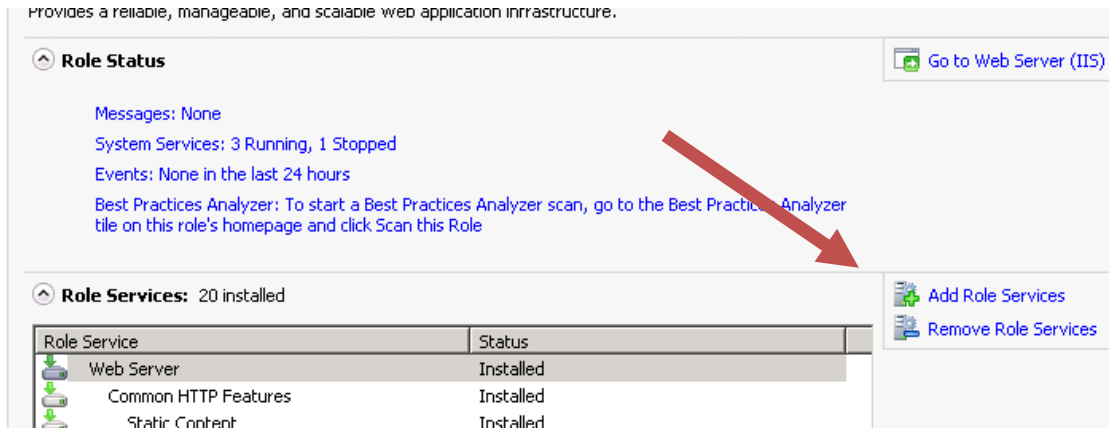 Provides a reliable, manageable, and scalable Web application infrastructure.
Role Status
Go to Web Server (IIS)
Messages: None
System Services: 3 Running, 1 Stopped
Events: None in the last 24 hours
Best Practices Analyzer: To start a Best Practices Analyzer scan, go to the Best Practices Analyzer
tile on this role's homepage and click Scan this Role
Role Services: 20 installed
Add Role Services
Remove Role Services
Role Service Status
Web Server Installed
Common HTTP Features Installed
Static Content Installed